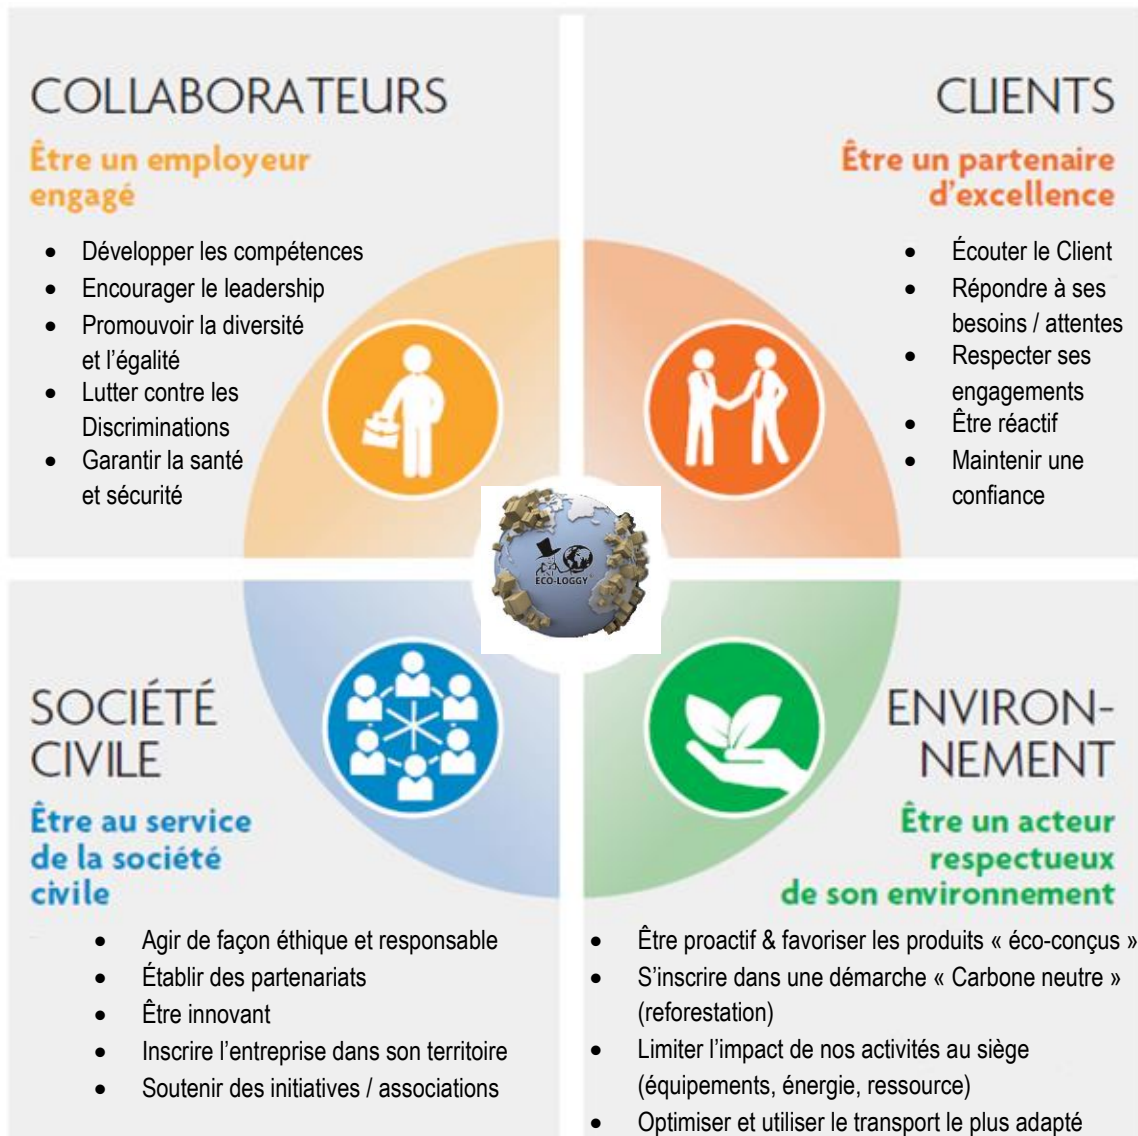 COLLABORATEURS
Être un employeur
engagé
• Développer les compétences
• Encourager le leadership
• Promouvoir la diversité
et l'égalité
• Lutter contre les
Discriminations
• Garantir la santé
et sécurité
CLIENTS
Être un partenaire
d'excellence
• Écouter le Client
• Répondre à ses
besoins / attentes
• Respecter ses
engagements
• Être réactif
• Maintenir une
confiance
ECO-LOGGY
SOCIÉTÉ
CIVILE
Être au service
de la société
civile
• Agir de façon éthique et responsable
• Établir des partenariats
• Être innovant
• Inscrire l'entreprise dans son territoire
• Soutenir des initiatives / associations
ENVIRON-
NEMENT
Être un acteur
respectueux
de son environnement
• Être proactif & favoriser les produits « éco-conçus »
• S'inscrire dans une démarche « Carbone neutre »
(reforestation)
• Limiter l'impact de nos activités au siège
(équipements, énergie, ressource)
• Optimiser et utiliser le transport le plus adapté